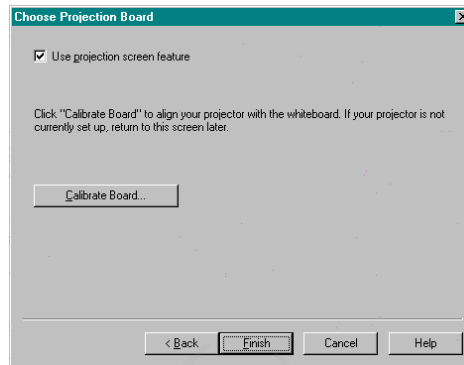 Choose Projection Board
Use projection screen feature
Click "Calibrate Board" to align your projector with the whiteboard. If your projector is not
currently set up, return to this screen later.
Calibrate Board...
< Back
Finish
Cancel
Help